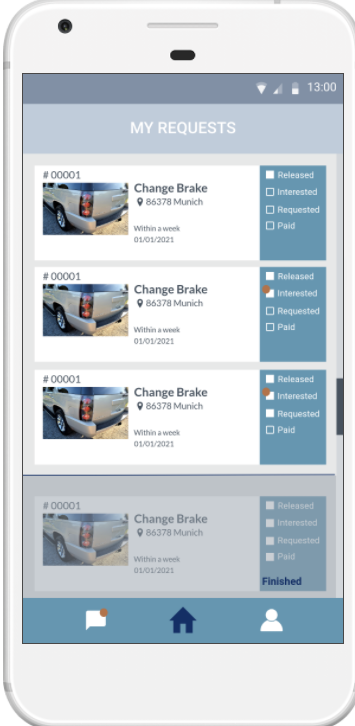 13:00
MY REQUESTS
# 00001
Change Brake
86378 Munich
Within a week
01/01/2021
Released
Interested
Requested
Paid
# 00001
Change Brake
86378 Munich
Within a week
01/01/2021
Released
Interested
Requested
Paid
# 00001
Change Brake
86378 Munich
Within a week
01/01/2021
Released
Interested
Requested
Paid
# 00001
Change Brake
86378 Munich
Within a week
01/01/2021
Released
Interested
Requested
Paid
Finished